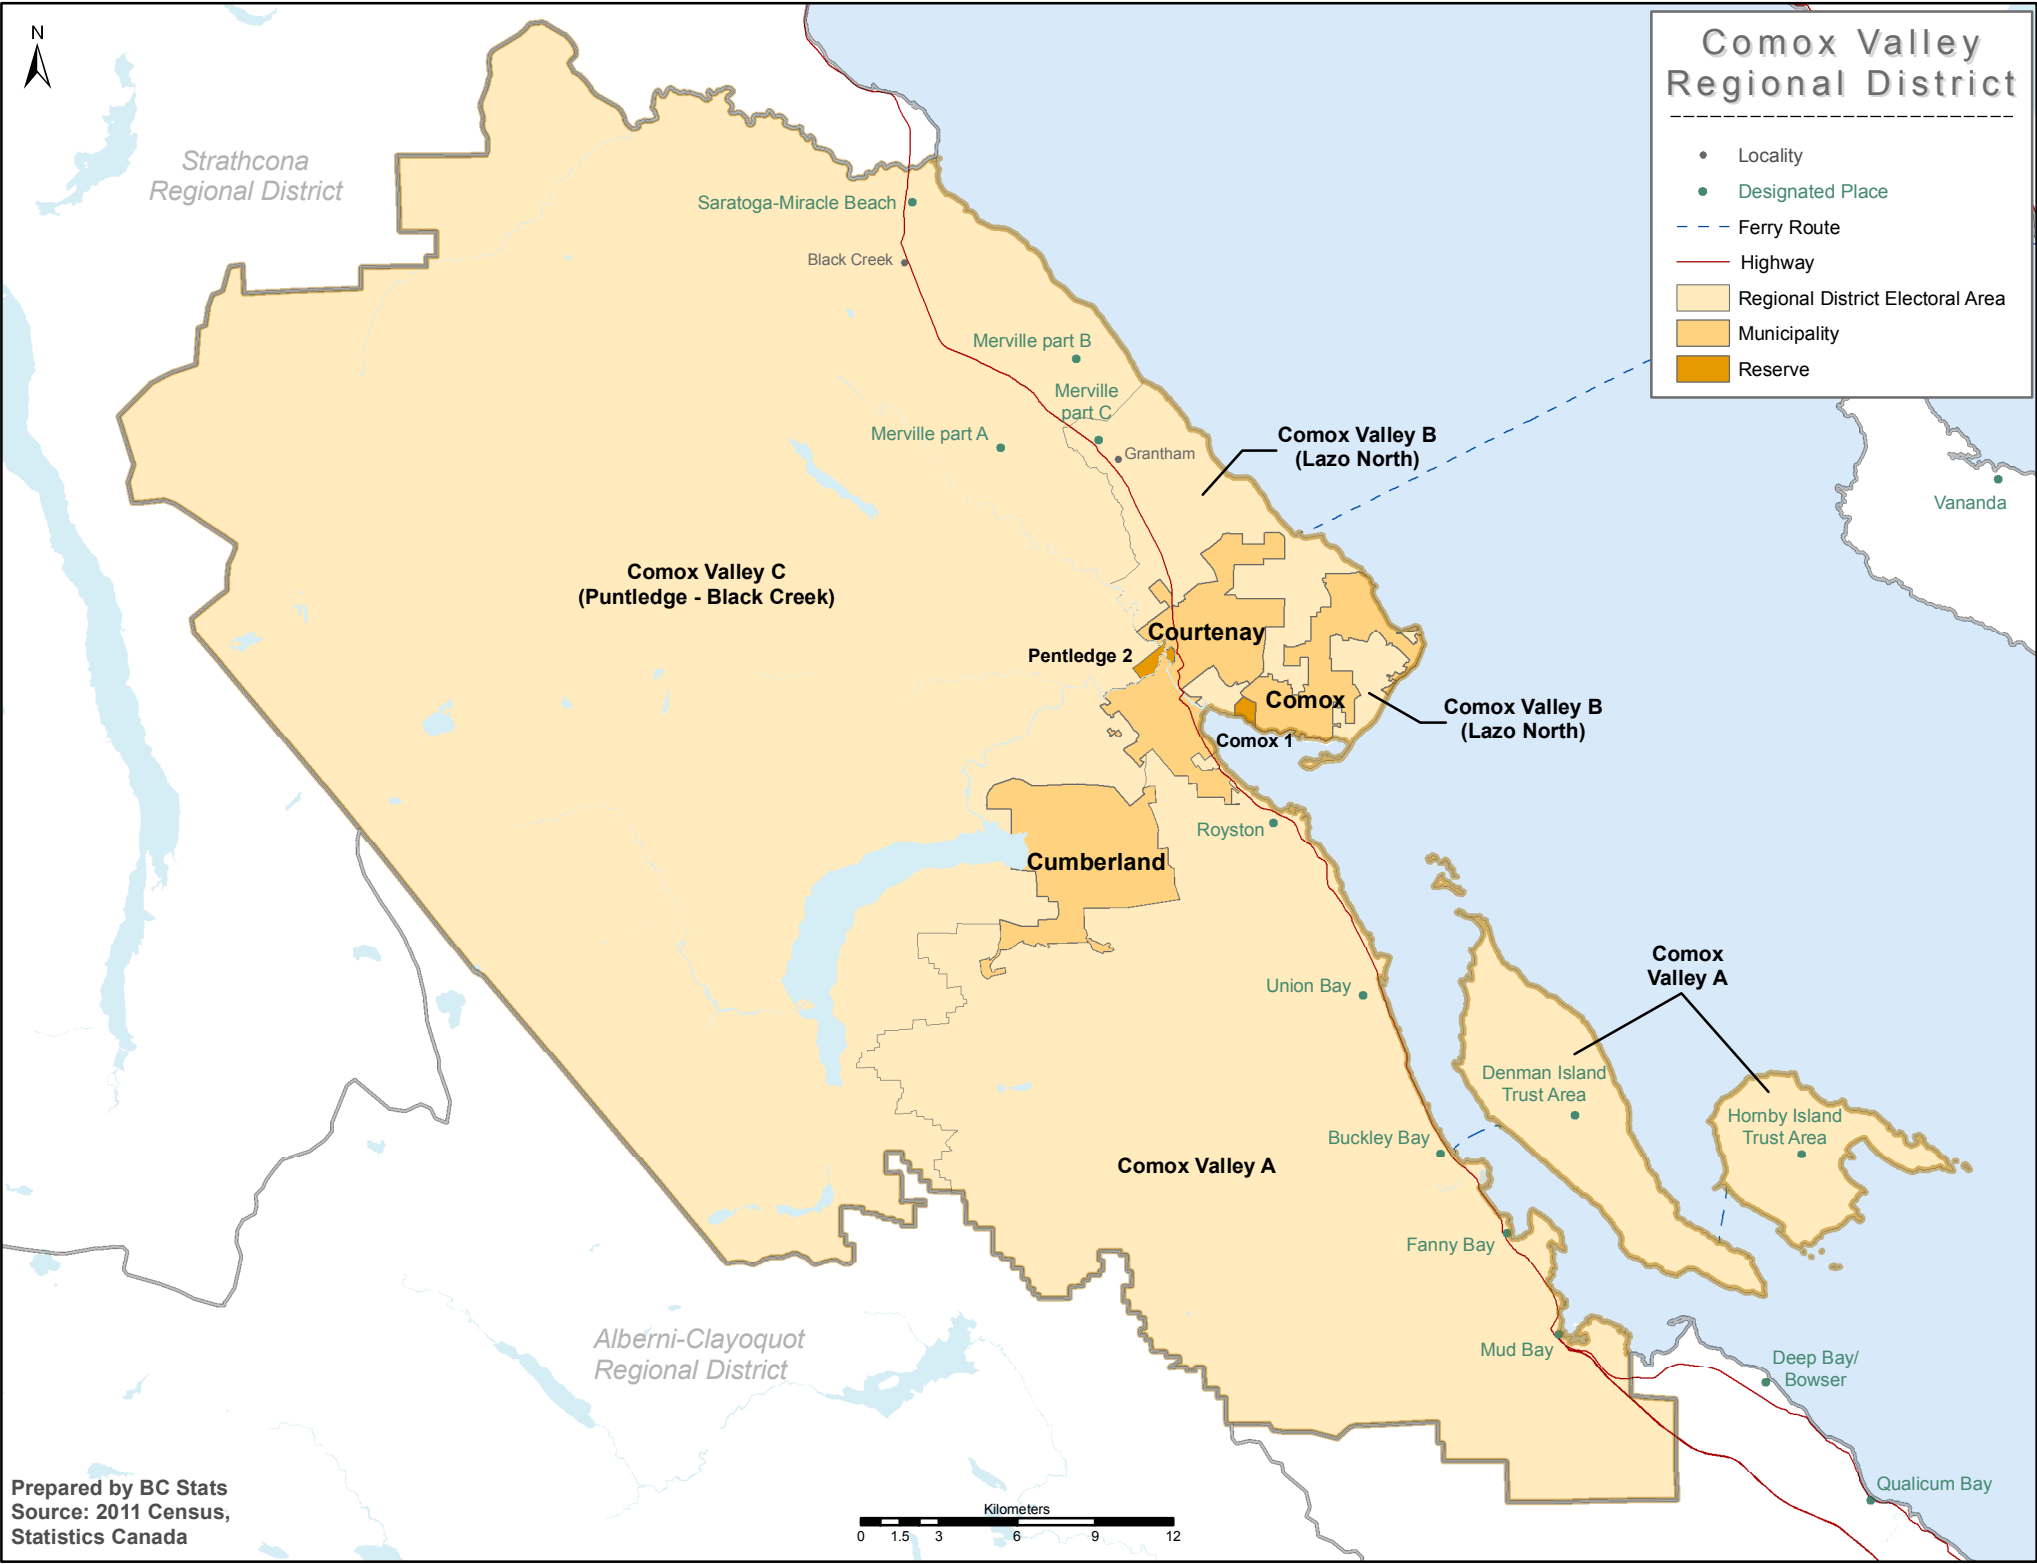 N
Comox Valley
Regional District
Locality
Designated Place
Ferry Route
Highway
Regional District Electoral Area
Municipality
Reserve
Strathcona
Regional District
Saratoga-Miracle Beach
Black Creek
Merville part B
Merville
part C
Merville part A
Grantham
Comox Valley B
(Lazo North)
Vananda
Comox Valley C
(Puntledge - Black Creek)
Courtenay
Pentledge 2
Comox
Comox Valley B
(Lazo North)
Comox 1
Royston
Cumberland
Comox
Valley A
Union Bay
Denman Island
Trust Area
Hornby Island
Trust Area
Buckley Bay
Comox Valley A
Fanny Bay
Mud Bay
Deep Bay/
Bowser
Alberni-Clayoquot
Regional District
Qualicum Bay
Prepared by BC Stats
Source: 2011 Census,
Statistics Canada
Kilometers
0 1.5 3 6 9 12